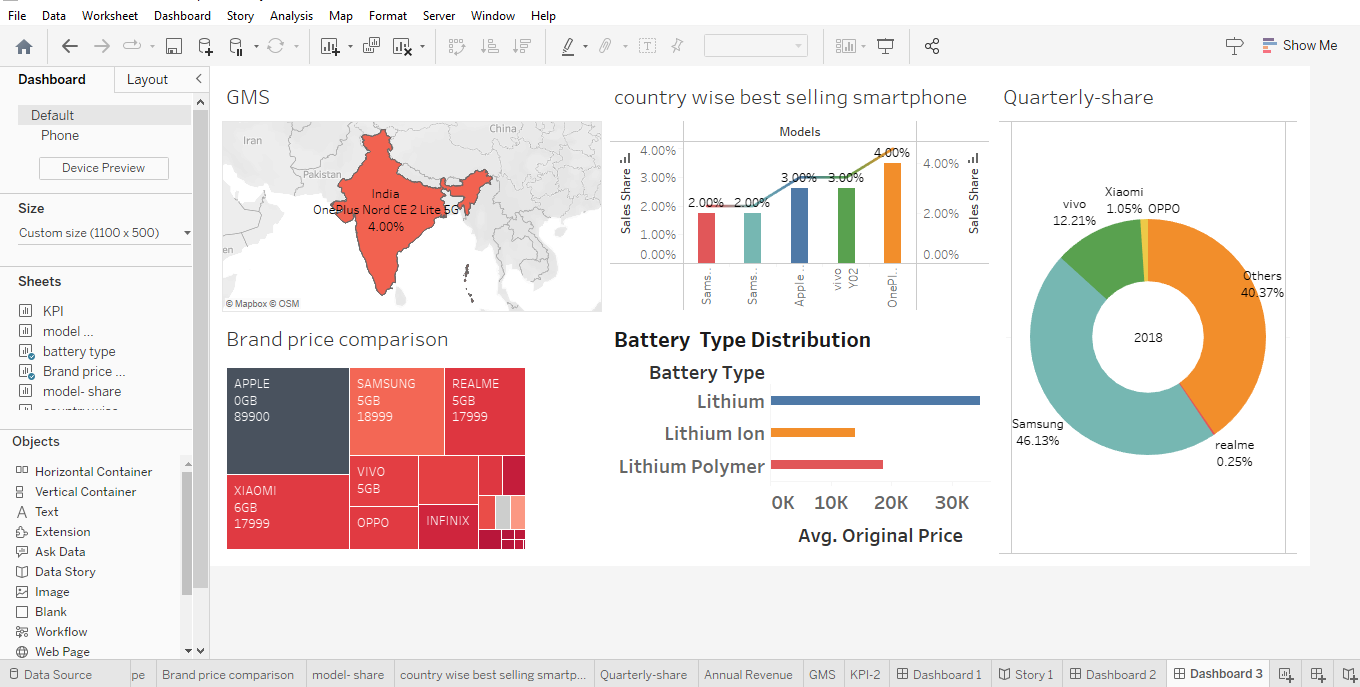 File Data Worksheet Dashboard Story Analysis Map Format Server Window Help
Show Me
Dashboard Layout
Default
Phone
Device Preview
Size
Custom size (1100 x 500)
Sheets
KPI
model ...
battery type
Brand price ...
model- share
Objects
Horizontal Container
Vertical Container
Text
Extension
Ask Data
Data Story
Image
Blank
Workflow
Web Page
GMS
Iran
China
Pakistan
India
OnePlus Nord CE 2 Lite 5G
4.00%
en
© Mapbox © OSM
country wise best selling smartphone
Models
Sales Share
4.00%
3.00%
2.00%
1.00%
0.00%
2.00%
2.00%
3.00%
3.00%
4.00%
4.00%
2.00%
0.00%
Sales Share
Sams..
Sams..
Apple ..
vivo
Y02
OnePl..
Quarterly-share
Xiaomi
1.05%
OPPO
vivo
12.21%
Others
40.37%
2018
Samsung
46.13%
realme
0.25%
Brand price comparison
APPLE
0GB
89900
SAMSUNG
5GB
18999
REALME
5GB
17999
XIAOMI
6GB
17999
VIVO
5GB
OPPO
INFINIX
Battery Type Distribution
Battery Type
Lithium
Lithium Ion
Lithium Polymer
0K 10K 20K 30K
Avg. Original Price
Data Source pe Brand price comparison model- share country wise best selling smartp... Quarterly-share Annual Revenue GMS KPI-2 Dashboard 1 Story 1 Dashboard 2 Dashboard 3